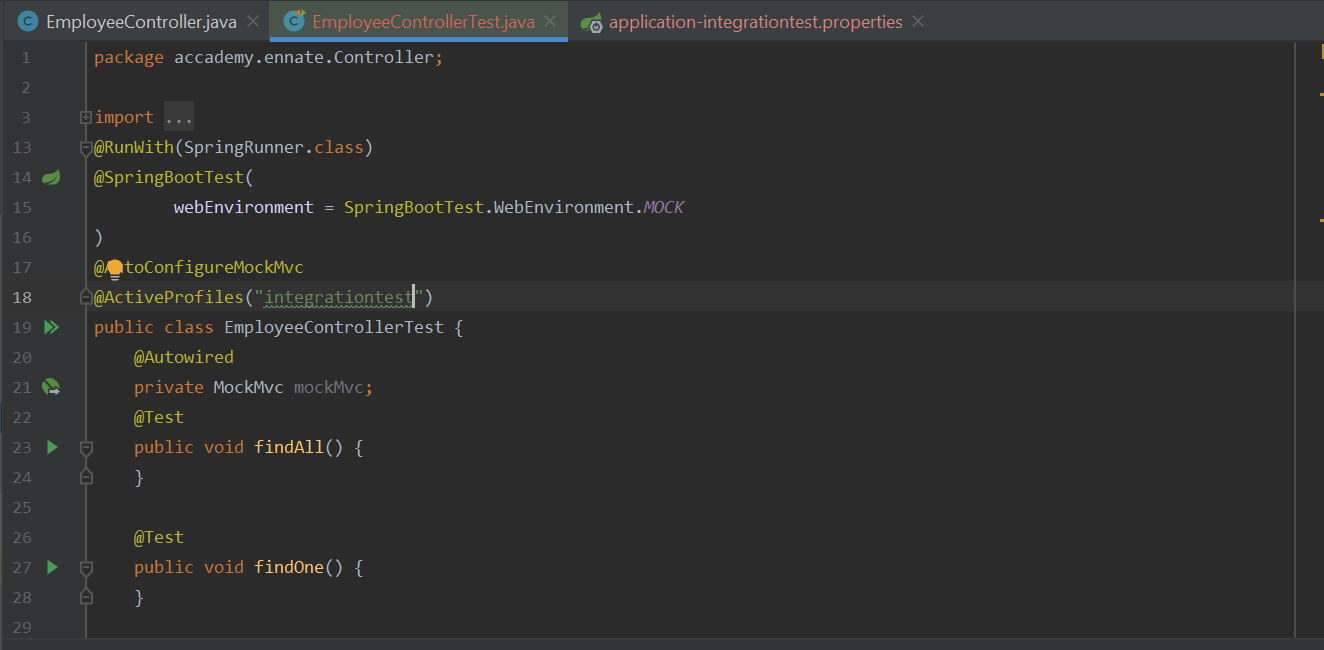 EmployeeController.java EmployeeControllerTest.java application-integrationtest.properties
1 package accademy.ennate.Controller;
2
3 import ...
13 @RunWith(SpringRunner.class)
14 @SpringBootTest(
15 webEnvironment = SpringBootTest.WebEnvironment.MOCK
16 )
17 @AutoConfigureMockMvc
18 @ActiveProfiles("integrationtest")
19 public class EmployeeControllerTest {
20 @Autowired
21 private MockMvc mockMvc;
22 @Test
23 public void findAll() {
24 }
25
26 @Test
27 public void findOne() {
28 }
29